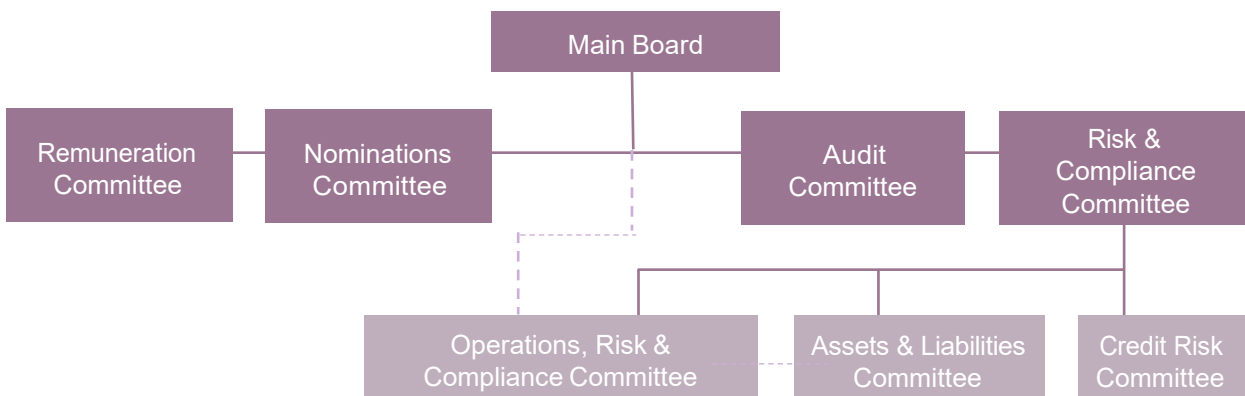 Main Board
Remuneration
Committee
Nominations
Committee
Audit
Committee
Risk &
Compliance
Committee
Operations, Risk &
Compliance Committee
Assets & Liabilities
Committee
Credit Risk
Committee